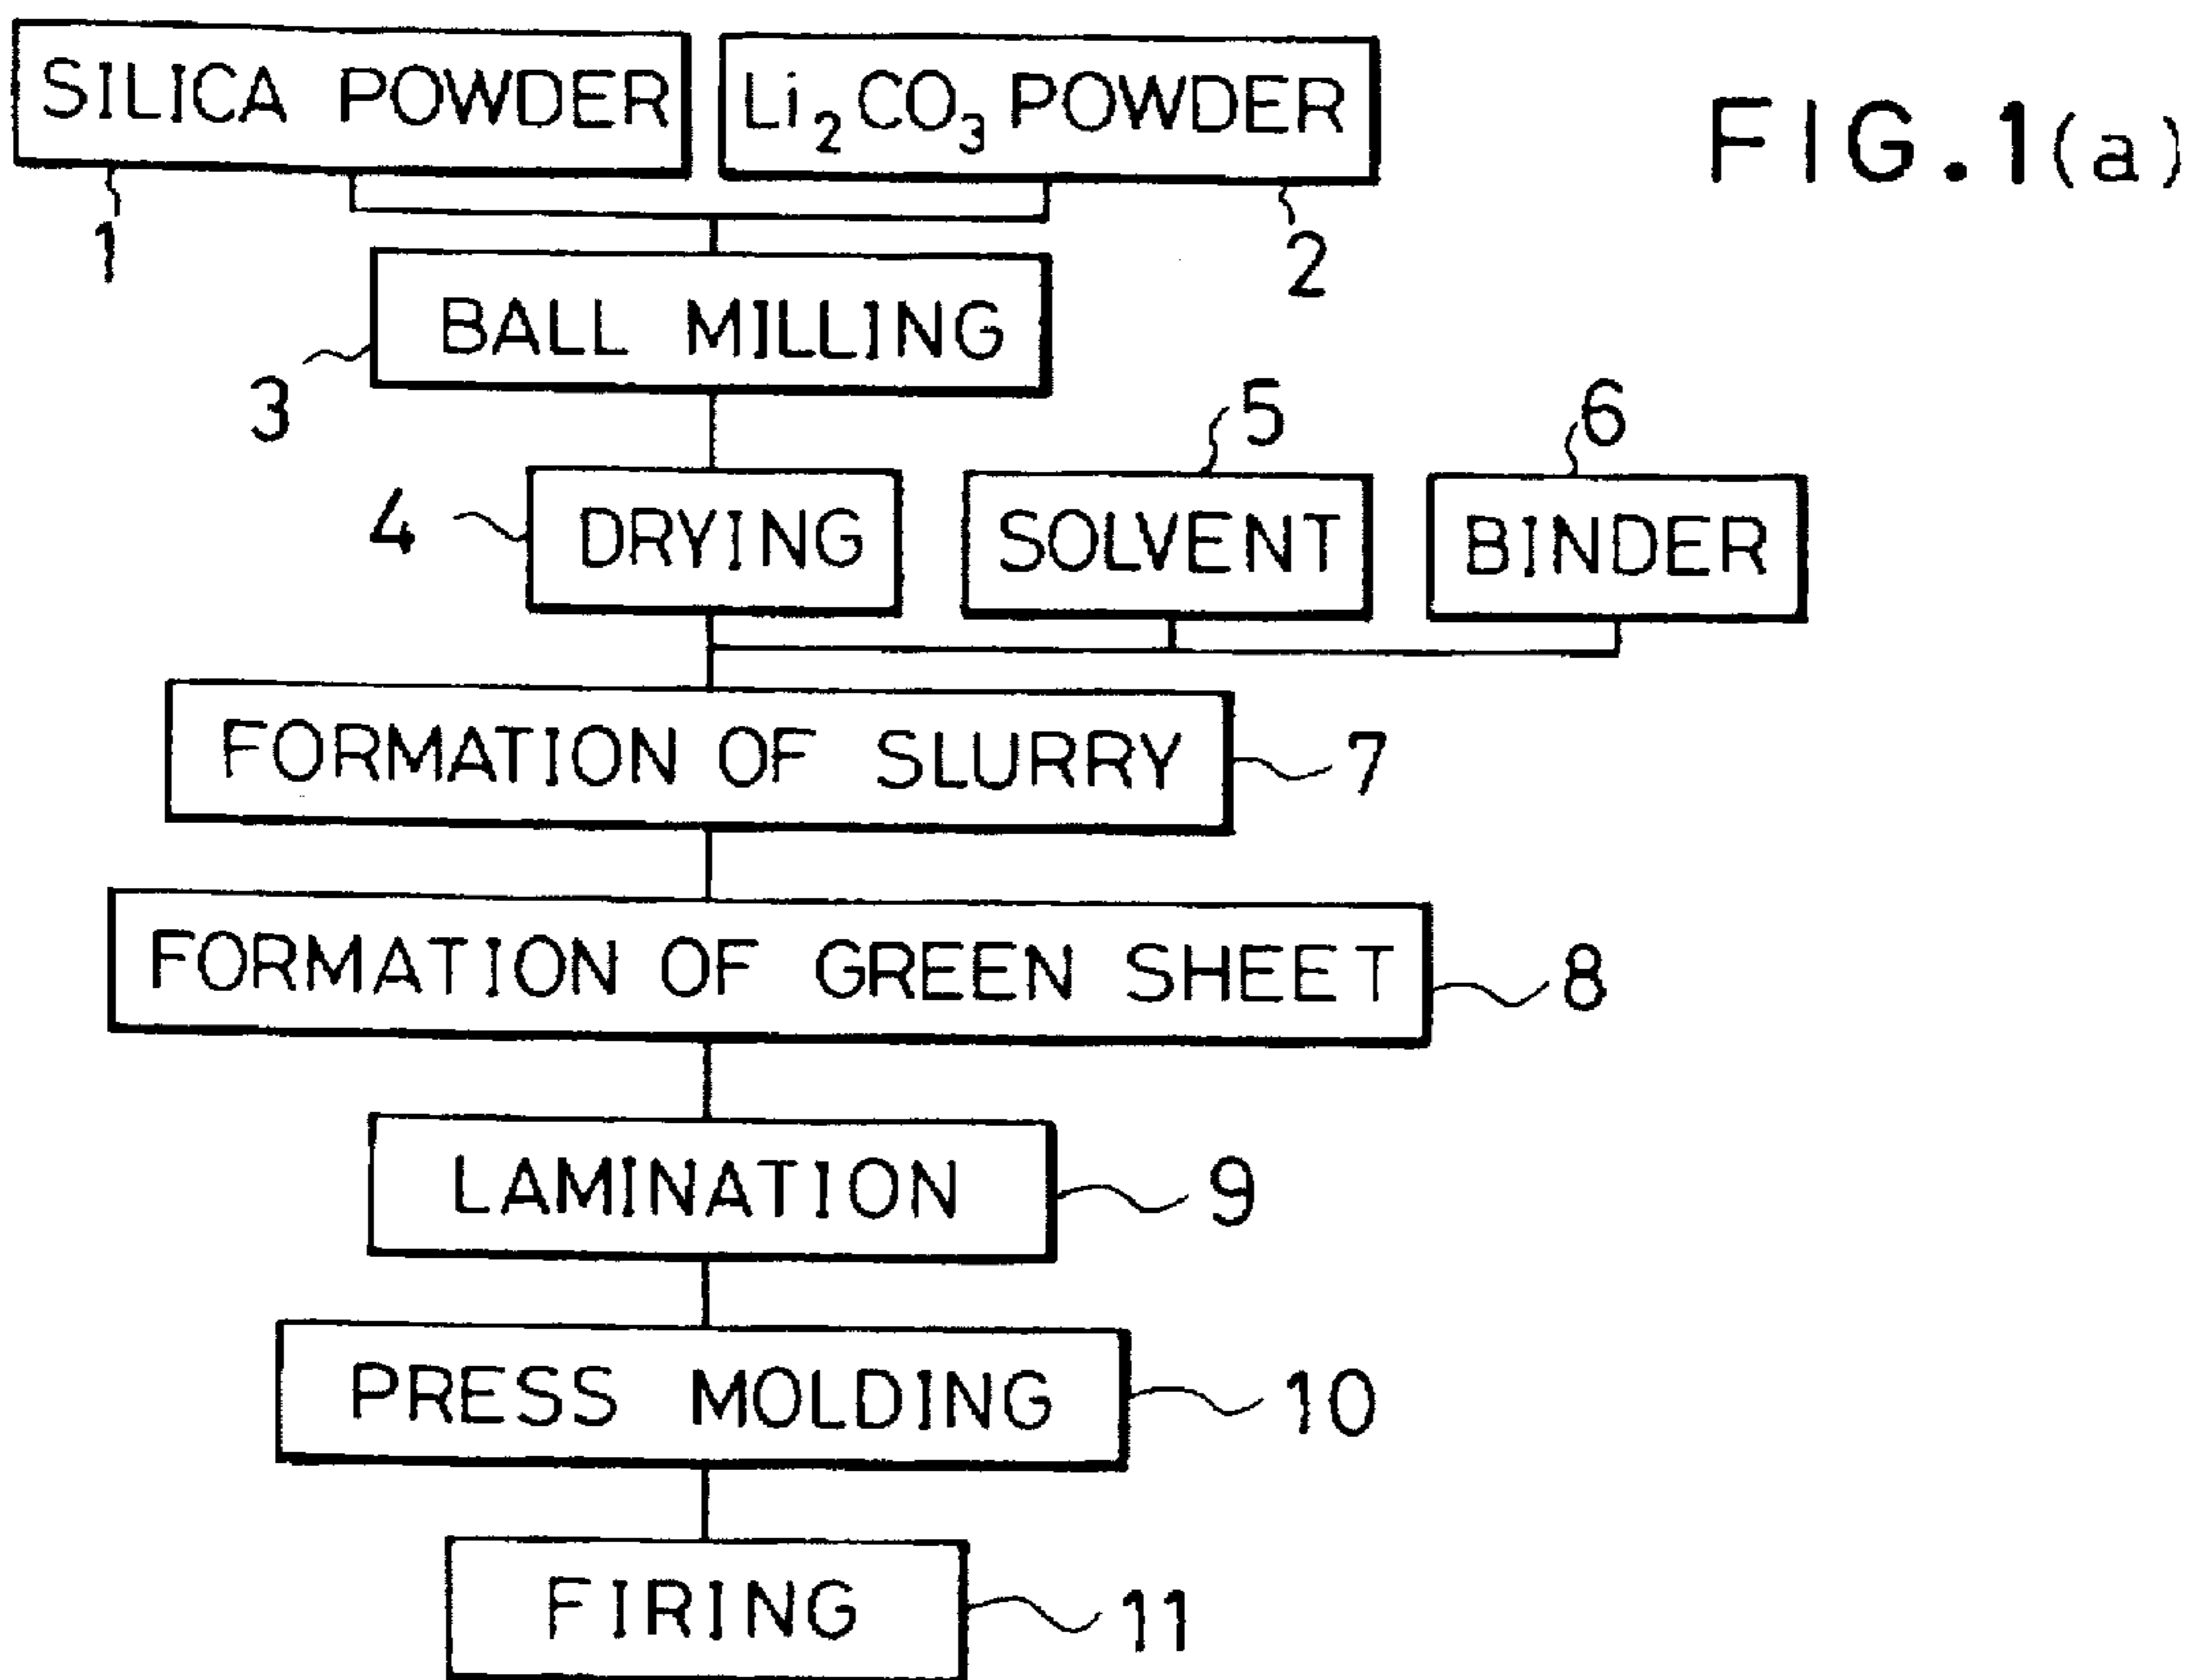 SILICA POWDER
Li₂CO₃ POWDER
FIG.1(a)
1
2
BALL MILLING
3
5
6
4
DRYING
SOLVENT
BINDER
FORMATION OF SLURRY
7
FORMATION OF GREEN SHEET
8
LAMINATION
9
PRESS MOLDING
10
FIRING
11